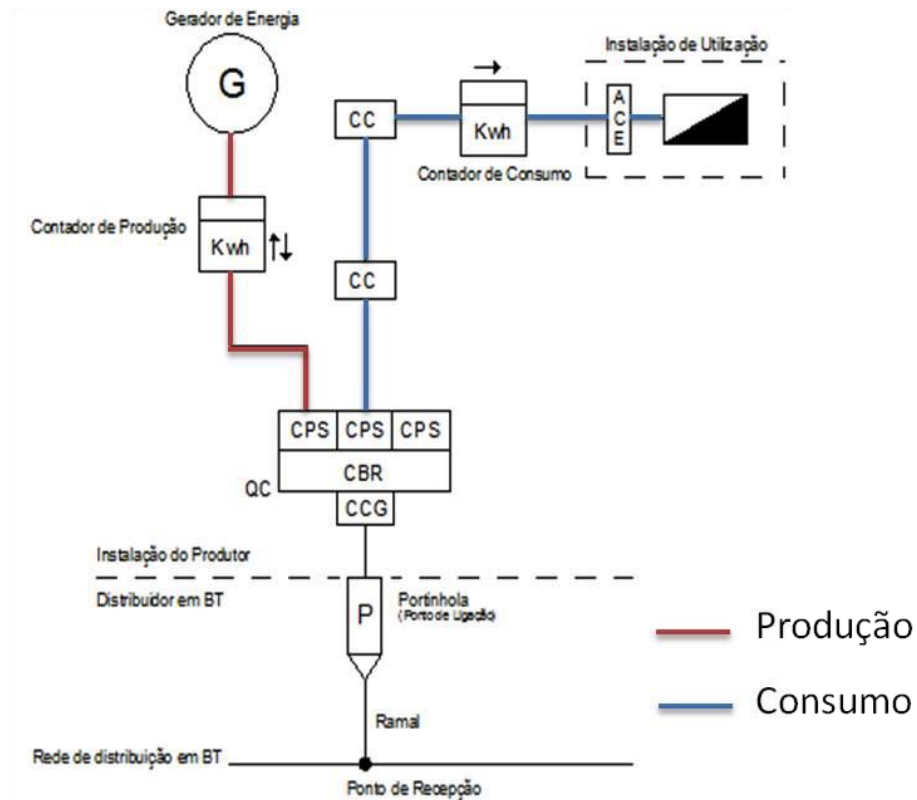 Gerador de Energia
G
Instalação de Utilização
CC
Kwh
ACE
Contador de Consumo
Contador de Produção
Kwh
CC
CPS CPS CPS
CBR
QC
CCG
Instalação do Produtor
Distribuidor em BT
P
Portinhola
(Ponto de Ligação)
Produção
Consumo
Ramal
Rede de distribuição em BT
Ponto de Recepção